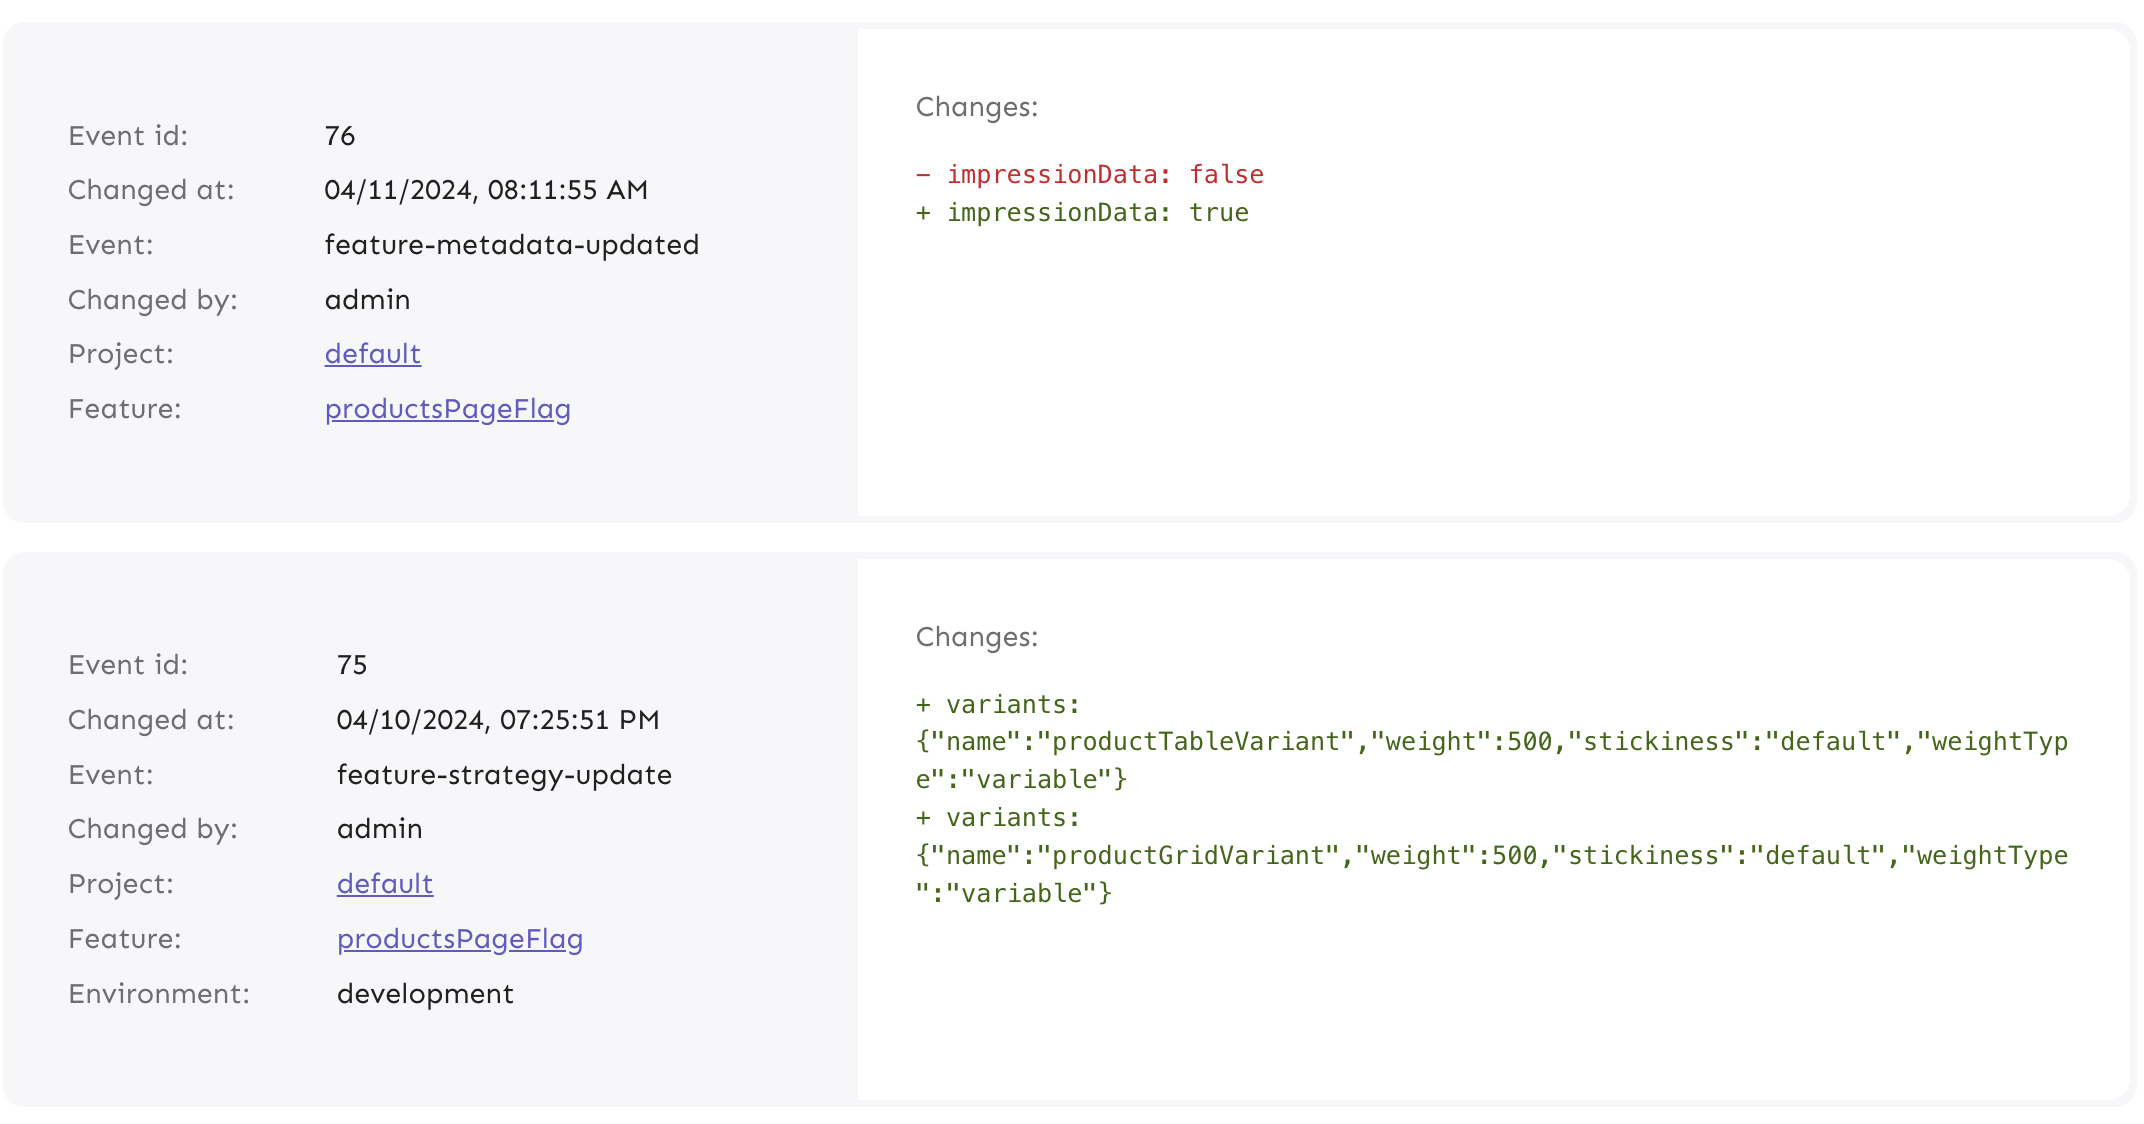 Event id: 76
Changed at: 04/11/2024, 08:11:55 AM
Event: feature-metadata-updated
Changed by: admin
Project: default
Feature: productsPageFlag
Changes:
- impressionData: false
+ impressionData: true
Event id: 75
Changed at: 04/10/2024, 07:25:51 PM
Event: feature-strategy-update
Changed by: admin
Project: default
Feature: productsPageFlag
Environment: development
Changes:
+ variants:
{"name":"productTableVariant","weight":500,"stickiness":"default","weightTyp
e":"variable"}
+ variants:
{"name":"productGridVariant","weight":500,"stickiness":"default","weightType
":"variable"}